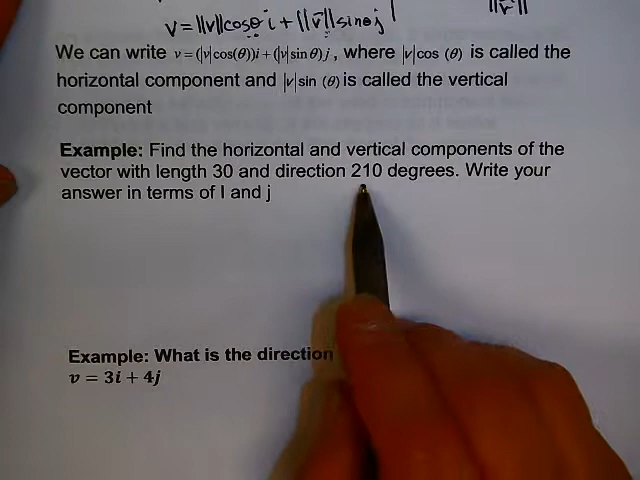 v = ||v||cosθ i + ||v||sinθ j
||v||
We can write v = (|v|cos(θ))i + (|v|sin θ)j , where |v|cos (θ) is called the
horizontal component and |v|sin (θ) is called the vertical
component
Example: Find the horizontal and vertical components of the
vector with length 30 and direction 210 degrees. Write your
answer in terms of I and j
Example: What is the direction
v = 3i + 4j